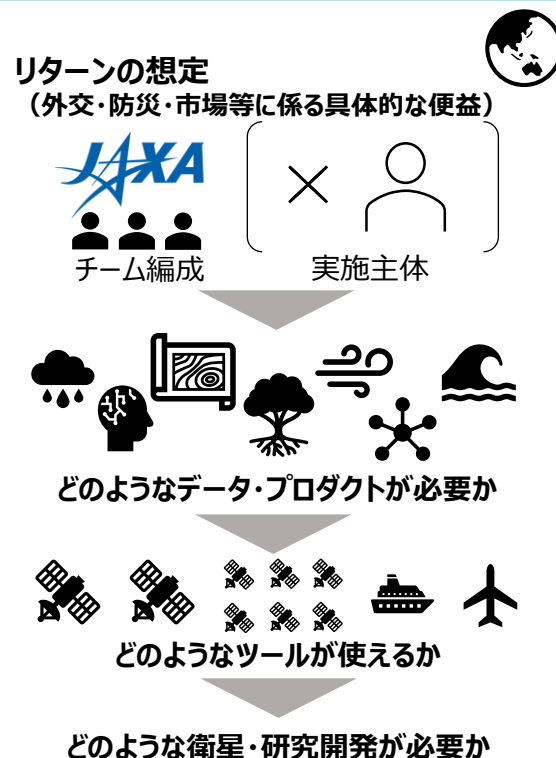 リターンの想定
（外交・防災・市場等に係る具体的な便益）
JAXA
チーム編成
実施主体
どのようなデータ・プロダクトが必要か
どのようなツールが使えるか
どのような衛星・研究開発が必要か